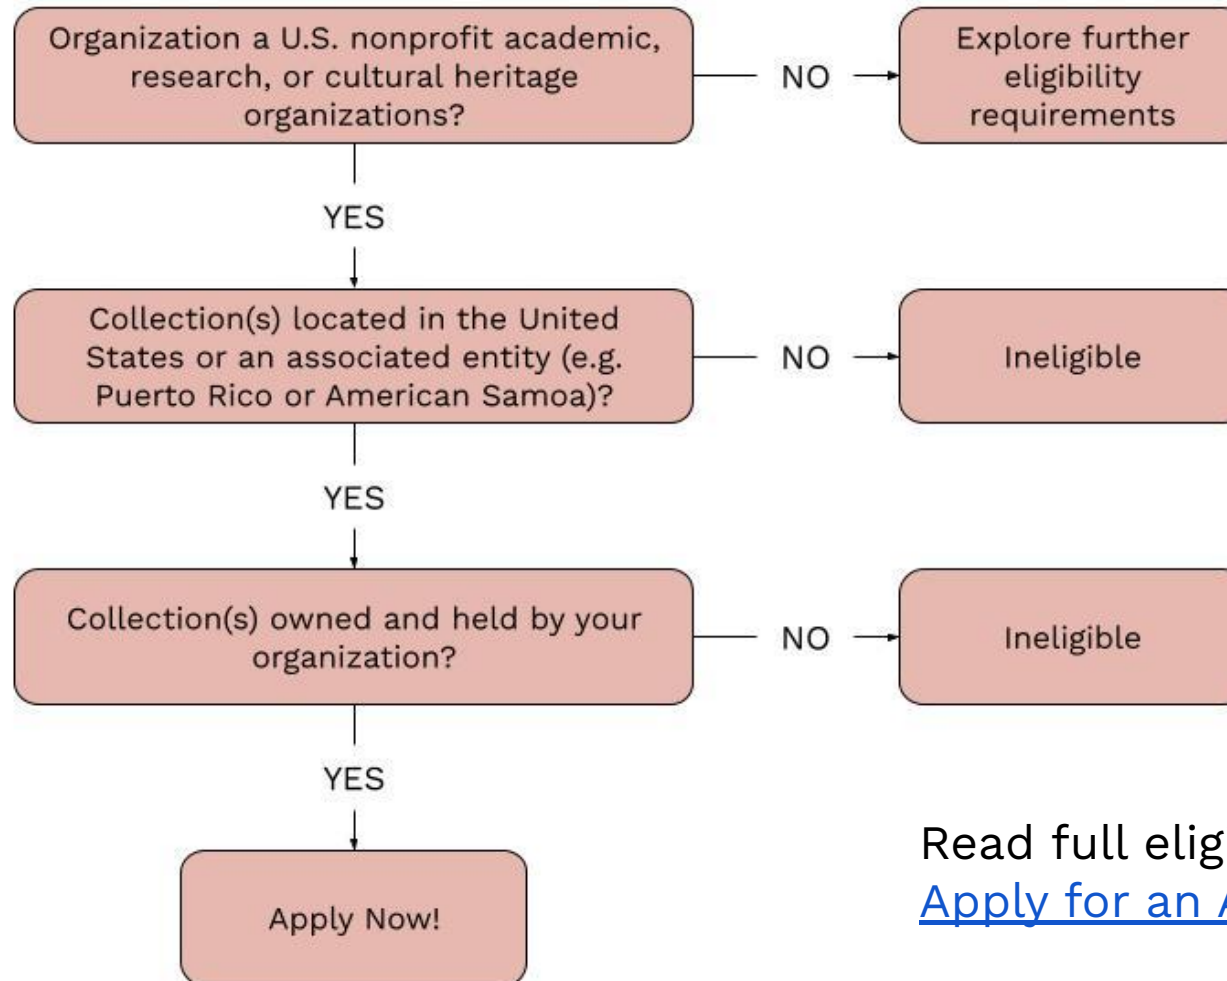 Organization a U.S. nonprofit academic,
research, or cultural heritage
organizations?
NO
Explore further
eligibility
requirements
YES
Collection(s) located in the United
States or an associated entity (e.g.
Puerto Rico or American Samoa)?
NO
Ineligible
YES
Collection(s) owned and held by your
organization?
NO
Ineligible
YES
Apply Now!
Read full elig
Apply for an A